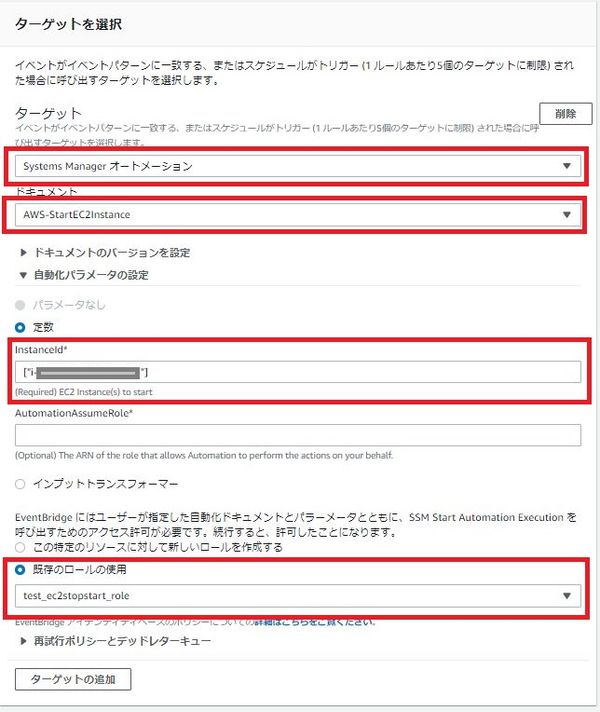 ターゲットを選択
イベントがイベントパターンに一致する、またはスケジュールがトリガー (1 ルールあたり5個のターゲットに制限) され
た場合に呼び出すターゲットを選択します。
ターゲット
削除
イベントがイベントパターンに一致する、またはスケジュールがトリガー (1 ルールあたり5個のターゲットに制限) された場合に呼
び出すターゲットを選択します。
Systems Manager オートメーション
ドキュメント
AWS-StartEC2Instance
ドキュメントのバージョンを設定
自動化パラメータの設定
パラメータなし
定数
InstanceId*
["i- "]
(Required) EC2 Instance(s) to start
AutomationAssumeRole*
(Optional) The ARN of the role that allows Automation to perform the actions on your behalf.
インプットトランスフォーマー
EventBridge にはユーザーが指定した自動化ドキュメントとパラメータとともに、SSM Start Automation Execution を
呼び出すためのアクセス許可が必要です。続行すると、許可したことになります。
この特定のリソースに対して新しいロールを作成する
既存のロールの使用
test_ec2stopstart_role
EventBridge アイデンティティベースのポリシーについての詳細はこちらをご覧ください.
再試行ポリシーとデッドレターキュー
ターゲットの追加